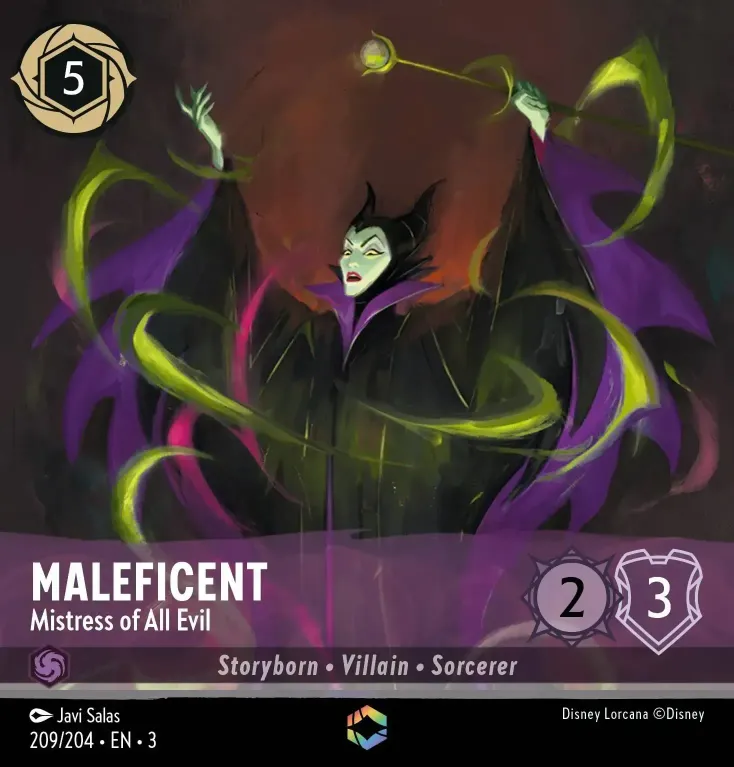 5
MALEFICENT
Mistress of All Evil
2
3
Storyborn • Villain • Sorcerer
Javi Salas
Disney Lorcana ©Disney
209/204 • EN • 3